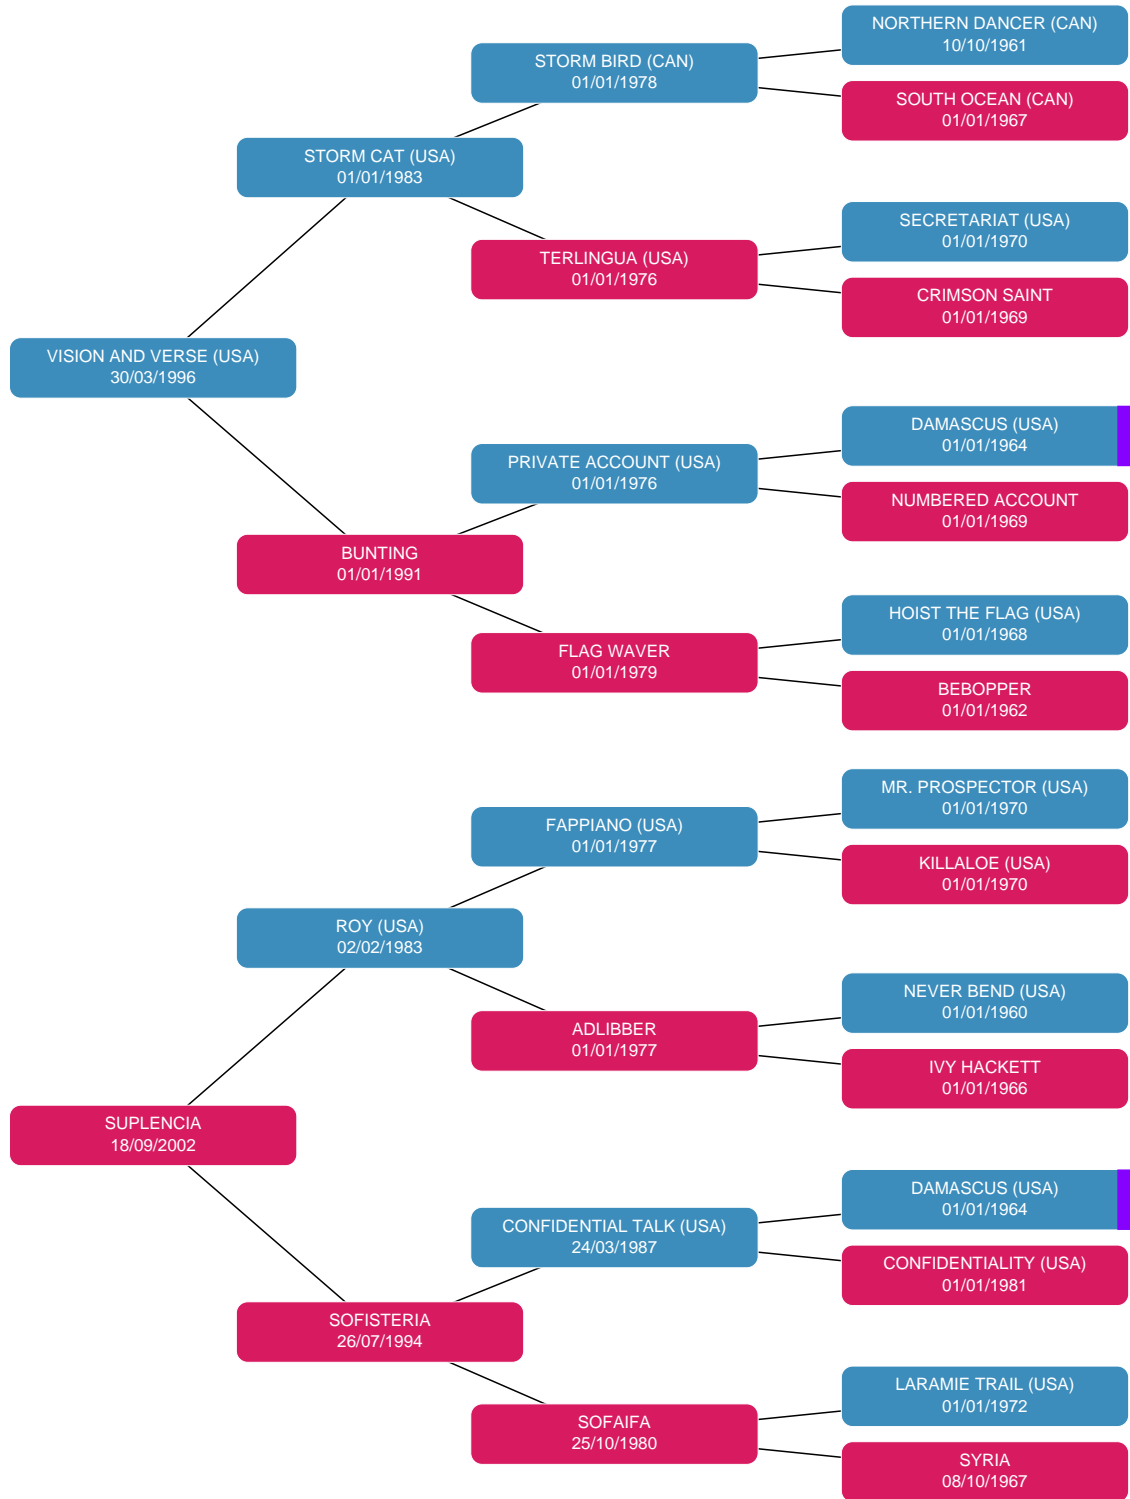 NORTHERN DANCER (CAN)
10/10/1961
STORM BIRD (CAN)
01/01/1978
SOUTH OCEAN (CAN)
01/01/1967
STORM CAT (USA)
01/01/1983
SECRETARIAT (USA)
01/01/1970
TERLINGUA (USA)
01/01/1976
CRIMSON SAINT
01/01/1969
VISION AND VERSE (USA)
30/03/1996
DAMASCUS (USA)
01/01/1964
PRIVATE ACCOUNT (USA)
01/01/1976
NUMBERED ACCOUNT
01/01/1969
BUNTING
01/01/1991
HOIST THE FLAG (USA)
01/01/1968
FLAG WAVER
01/01/1979
BEBOPPER
01/01/1962
MR. PROSPECTOR (USA)
01/01/1970
FAPPIANO (USA)
01/01/1977
KILLALOE (USA)
01/01/1970
ROY (USA)
02/02/1983
NEVER BEND (USA)
01/01/1960
ADLIBBER
01/01/1977
IVY HACKETT
01/01/1966
SUPLENCIA
18/09/2002
DAMASCUS (USA)
01/01/1964
CONFIDENTIAL TALK (USA)
24/03/1987
CONFIDENTIALITY (USA)
01/01/1981
SOFISTERIA
26/07/1994
LARAMIE TRAIL (USA)
01/01/1972
SOFAIFA
25/10/1980
SYRIA
08/10/1967